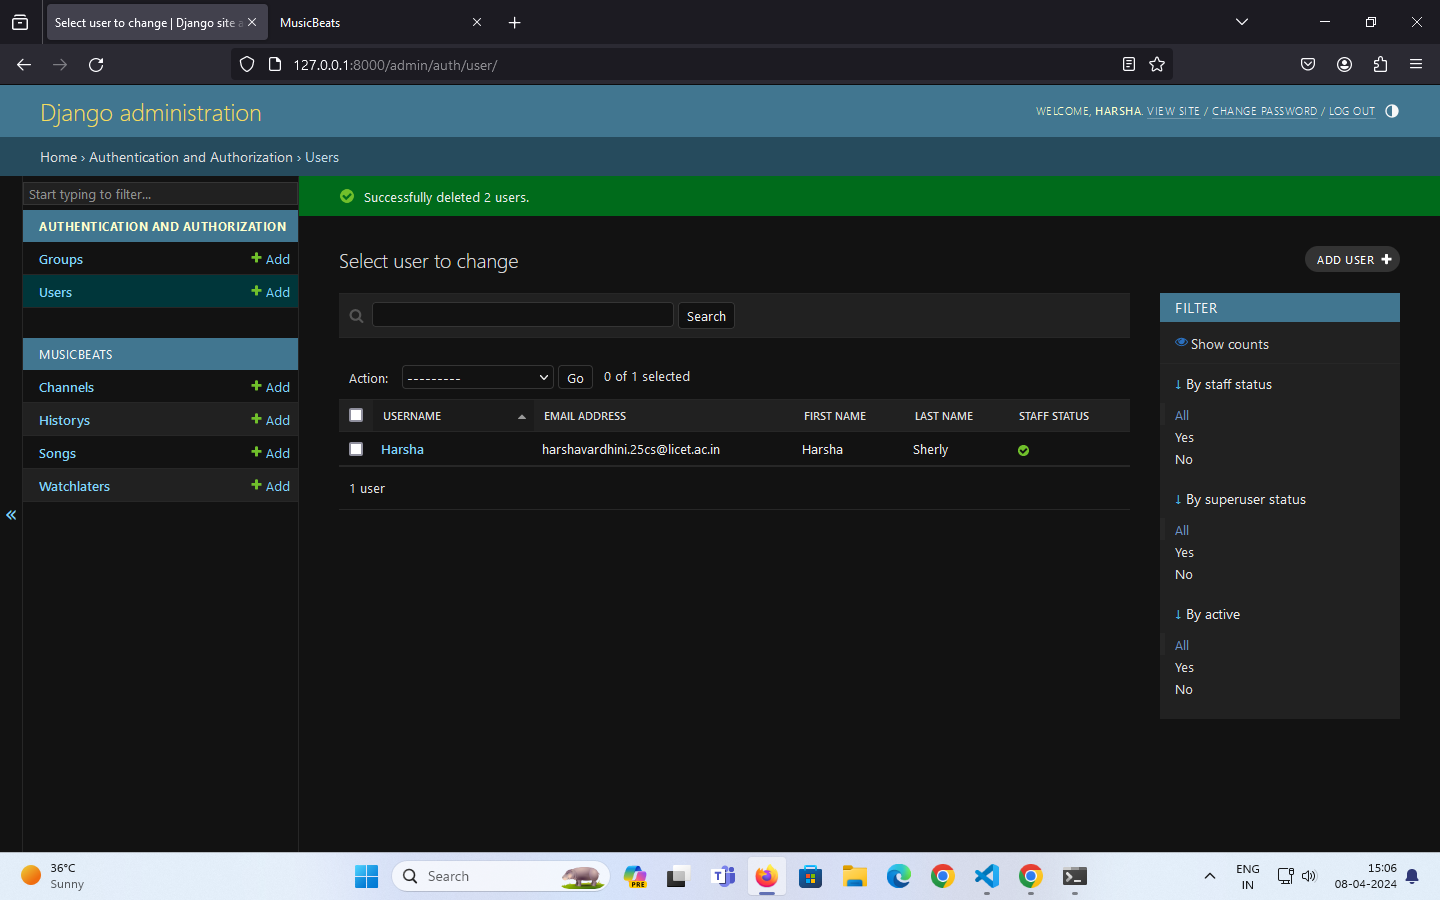 Select user to change | Django site a
MusicBeats
127.0.0.1:8000/admin/auth/user/
Django administration
WELCOME, HARSHA. VIEW SITE / CHANGE PASSWORD / LOG OUT
Home › Authentication and Authorization › Users
Start typing to filter...
AUTHENTICATION AND AUTHORIZATION
Groups + Add
Users + Add
MUSICBEATS
Channels + Add
Historys + Add
Songs + Add
Watchlaters + Add
«
Successfully deleted 2 users.
Select user to change
ADD USER +
Search
Action: --------- Go 0 of 1 selected
USERNAME EMAIL ADDRESS FIRST NAME LAST NAME STAFF STATUS
Harsha harshavardhini.25cs@licet.ac.in Harsha Sherly
1 user
FILTER
Show counts
↓ By staff status
All
Yes
No
↓ By superuser status
All
Yes
No
↓ By active
All
Yes
No
36°C
Sunny
Search
PRE
ENG
IN
15:06
08-04-2024